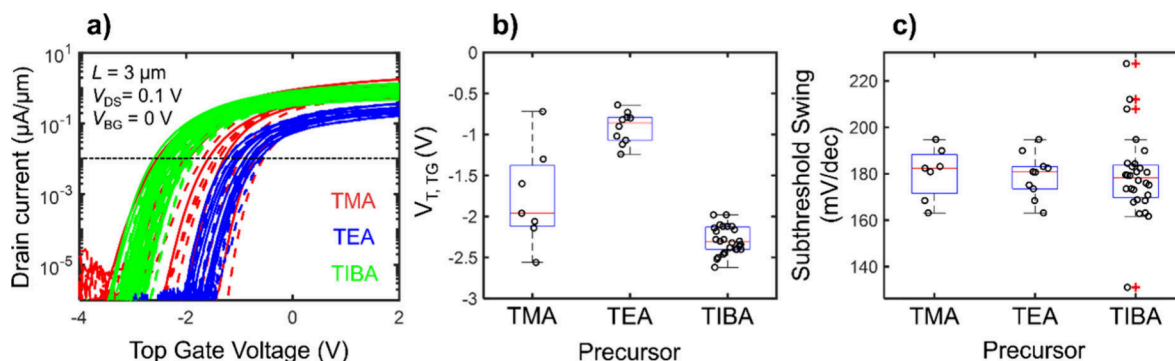 a)
Drain current (μA/μm)
10^1
10^-1
10^-3
10^-5
L = 3 μm
V_DS = 0.1 V
V_BG = 0 V
TMA
TEA
TIBA
-4 -2 0 2
Top Gate Voltage (V)
b)
V_T, TG (V)
0
-0.5
-1
-1.5
-2
-2.5
-3
TMA TEA TIBA
Precursor
c)
Subthreshold Swing
(mV/dec)
220
200
180
160
140
TMA TEA TIBA
Precursor